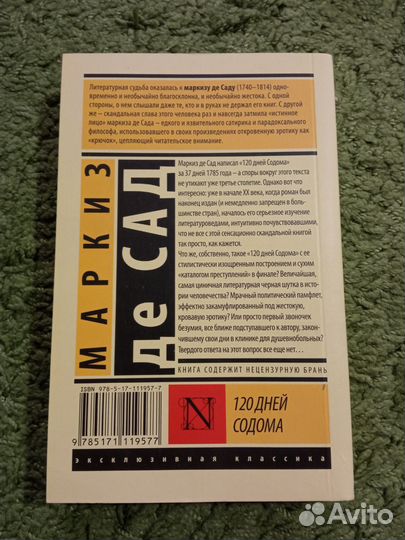 Литературная судьба оказалась к маркизу де Саду (1740–1814) одно-
временно и необычайно благосклонна, и необычайно жестока. С одной
стороны, о нем слышали даже те, кто и в руках не держал его книг. С другой
же – скандальная слава этого человека раз и навсегда затмила «истинное
лицо» маркиза де Сада – едкого и язвительного сатирика и парадоксального
философа, использовавшего в своих произведениях откровенную эротику как
«крючок», цепляющий читательское внимание.
МАРКИЗ
де САД
Маркиз де Сад написал «120 дней Содома»
за 37 дней 1785 года – а споры вокруг этого текста
не утихают уже третье столетие. Однако вот что
интересно: уже в начале XX века, когда роман был
наконец издан (и немедленно запрещен в боль-
шинстве стран), началось его серьезное изучение
литературоведами, интуитивно почувствовавшими,
что не все с этой сенсационно скандальной книгой
так просто, как кажется.
Что же, собственно, такое «120 дней Содома» с ее
стилистически изощренным построением и сухим
«каталогом преступлений» в финале? Величайшая,
самая циничная литературная черная шутка в исто-
рии человечества? Мрачный политический памфлет,
эффектно закамуфлированный под жестокую,
кровавую эротику? Или просто первый звоночек
безумия, все ближе подступавшего к автору, закон-
чившему свои дни в клинике для душевнобольных?
Твердого ответа на этот вопрос все еще нет…
КНИГА СОДЕРЖИТ НЕЦЕНЗУРНУЮ БРАНЬ
ISBN 978-5-17-111957-7
9 785171 119577
N
120 ДНЕЙ
СОДОМА
эксклюзивная классика
Avito